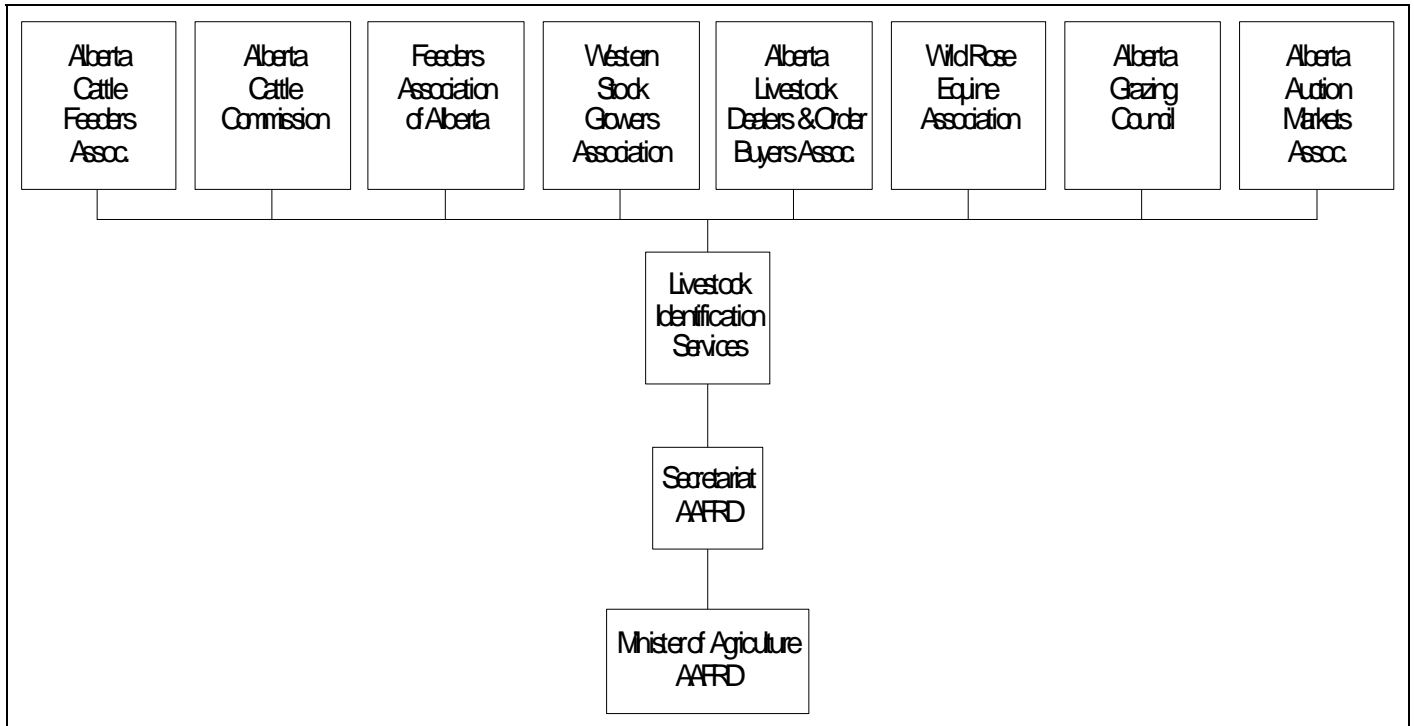 Alberta
Cattle
Feeders
Assoc.
Alberta
Cattle
Commission
Feeders
Association
of Alberta
Western
Stock
Growers
Association
Alberta
Livestock
Dealers & Order
Buyers Assoc.
Wild Rose
Equine
Association
Alberta
Grazing
Council
Alberta
Auction
Markets
Assoc.
Livestock
Identification
Services
Secretariat
AAFRD
Minister of Agriculture
AAFRD